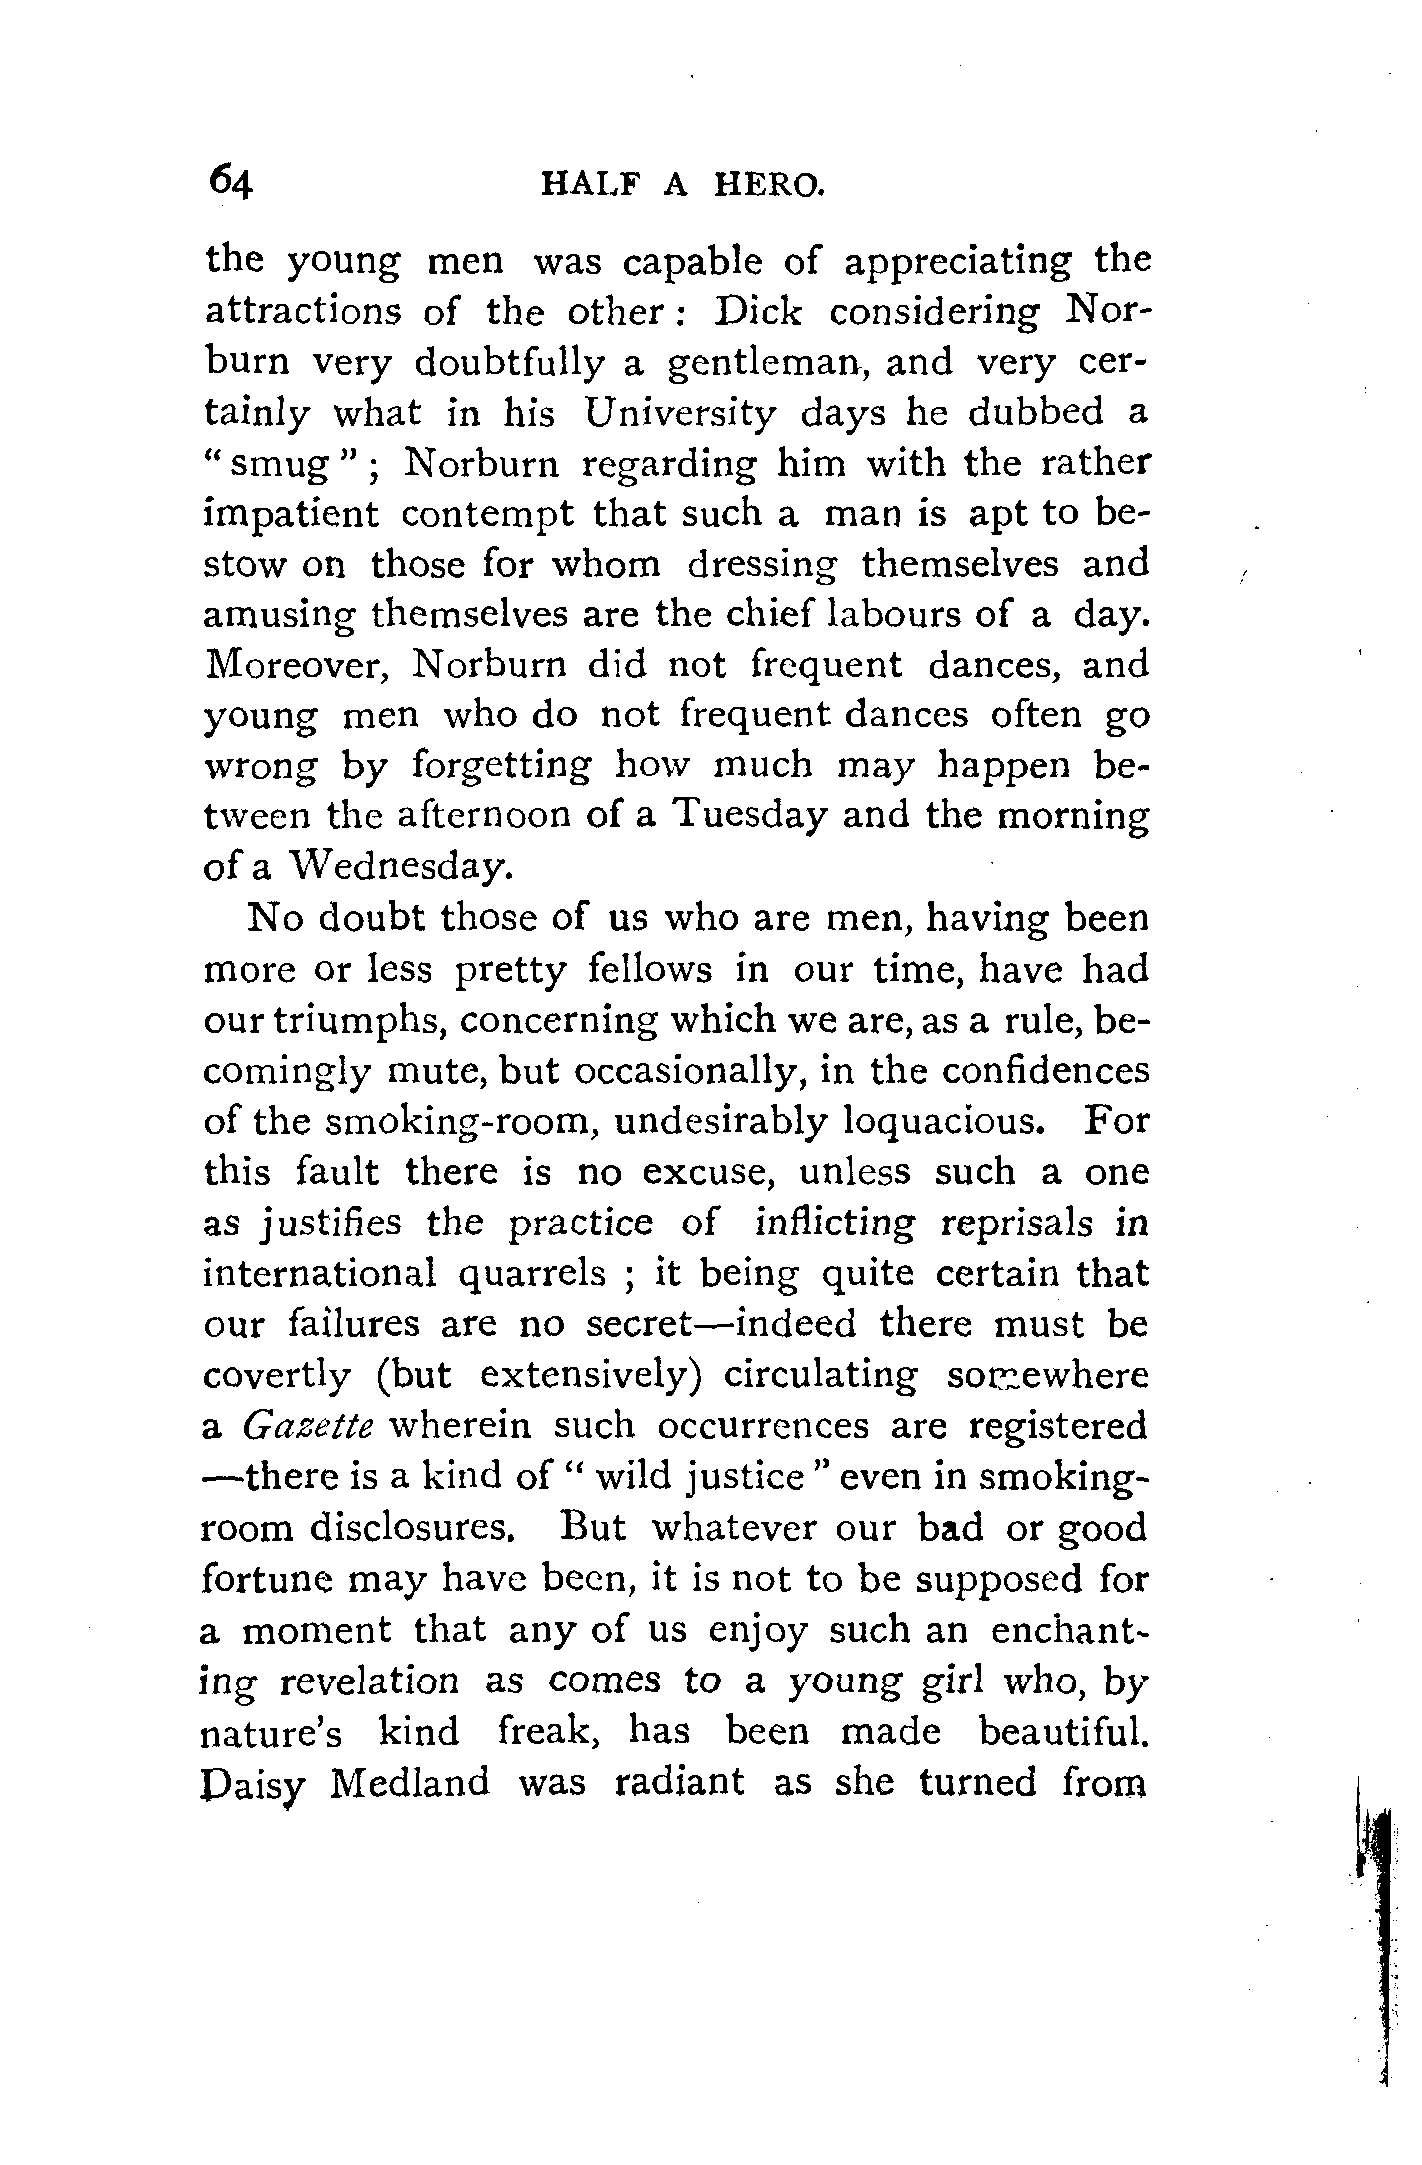 64 HALF A HERO.
the young men was capable of appreciating the
attractions of the other : Dick considering Nor-
burn very doubtfully a gentleman, and very cer-
tainly what in his University days he dubbed a
“ smug ” ; Norburn regarding him with the rather
impatient contempt that such a man is apt to be-
stow on those for whom dressing themselves and
amusing themselves are the chief labours of a day.
Moreover, Norburn did not frequent dances, and
young men who do not frequent dances often go
wrong by forgetting how much may happen be-
tween the afternoon of a Tuesday and the morning
of a Wednesday.
No doubt those of us who are men, having been
more or less pretty fellows in our time, have had
our triumphs, concerning which we are, as a rule, be-
comingly mute, but occasionally, in the confidences
of the smoking-room, undesirably loquacious. For
this fault there is no excuse, unless such a one
as justifies the practice of inflicting reprisals in
international quarrels ; it being quite certain that
our failures are no secret—indeed there must be
covertly (but extensively) circulating somewhere
a Gazette wherein such occurrences are registered
—there is a kind of “ wild justice ” even in smoking-
room disclosures. But whatever our bad or good
fortune may have been, it is not to be supposed for
a moment that any of us enjoy such an enchant-
ing revelation as comes to a young girl who, by
nature’s kind freak, has been made beautiful.
Daisy Medland was radiant as she turned from